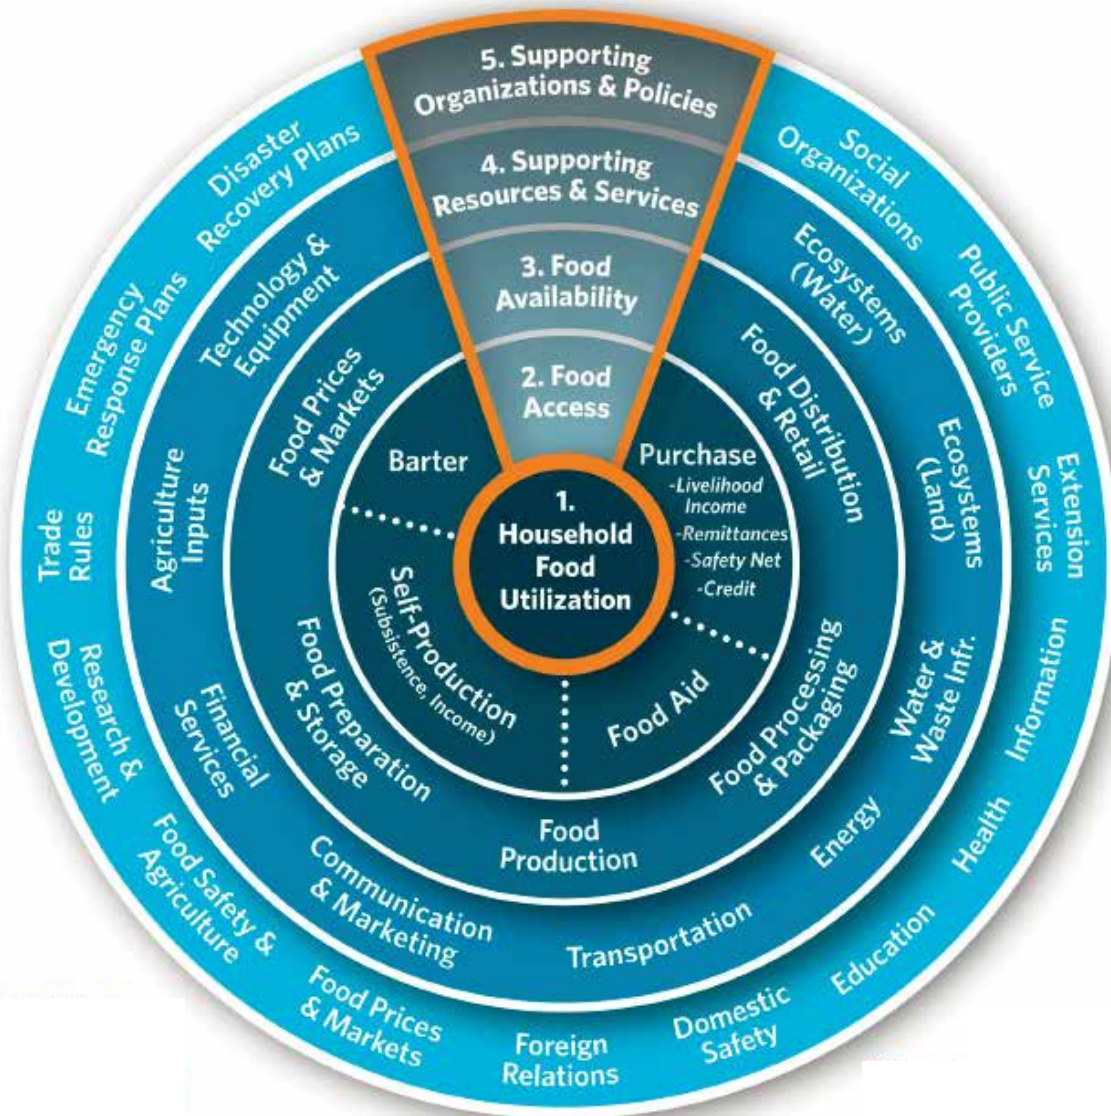 5. Supporting
Organizations & Policies
4. Supporting
Resources & Services
3. Food
Availability
2. Food
Access
1.
Household
Food
Utilization
Purchase
-Livelihood
Income
-Remittances
-Safety Net
-Credit
Food Aid
Self-Production
(Subsistence, Income)
Barter
Food Distribution
& Retail
Food Processing
& Packaging
Food
Production
Food Preparation
& Storage
Food Prices
& Markets
Ecosystems
(Water)
Ecosystems
(Land)
Water &
Waste Infr.
Energy
Transportation
Communication
& Marketing
Financial
Services
Agriculture
Inputs
Technology &
Equipment
Social
Organizations
Public Service
Providers
Extension
Services
Information
Health
Education
Domestic
Safety
Foreign
Relations
Food Prices
& Markets
Food Safety &
Agriculture
Research &
Development
Trade
Rules
Emergency
Response Plans
Disaster
Recovery Plans